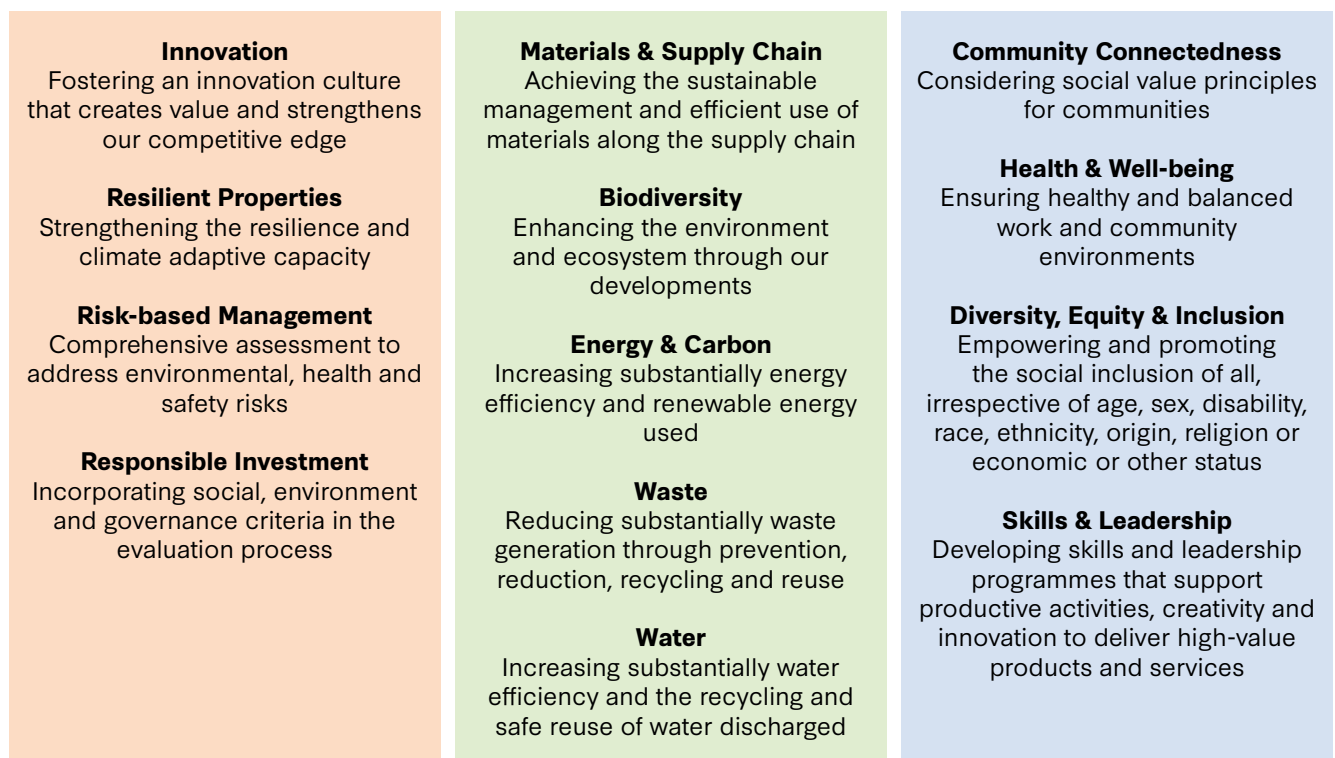 Innovation
Fostering an innovation culture
that creates value and strengthens
our competitive edge
Resilient Properties
Strengthening the resilience and
climate adaptive capacity
Risk-based Management
Comprehensive assessment to
address environmental, health and
safety risks
Responsible Investment
Incorporating social, environment
and governance criteria in the
evaluation process
Materials & Supply Chain
Achieving the sustainable
management and efficient use of
materials along the supply chain
Biodiversity
Enhancing the environment
and ecosystem through our
developments
Energy & Carbon
Increasing substantially energy
efficiency and renewable energy
used
Waste
Reducing substantially waste
generation through prevention,
reduction, recycling and reuse
Water
Increasing substantially water
efficiency and the recycling and
safe reuse of water discharged
Community Connectedness
Considering social value principles
for communities
Health & Well-being
Ensuring healthy and balanced
work and community
environments
Diversity, Equity & Inclusion
Empowering and promoting
the social inclusion of all,
irrespective of age, sex, disability,
race, ethnicity, origin, religion or
economic or other status
Skills & Leadership
Developing skills and leadership
programmes that support
productive activities, creativity and
innovation to deliver high-value
products and services